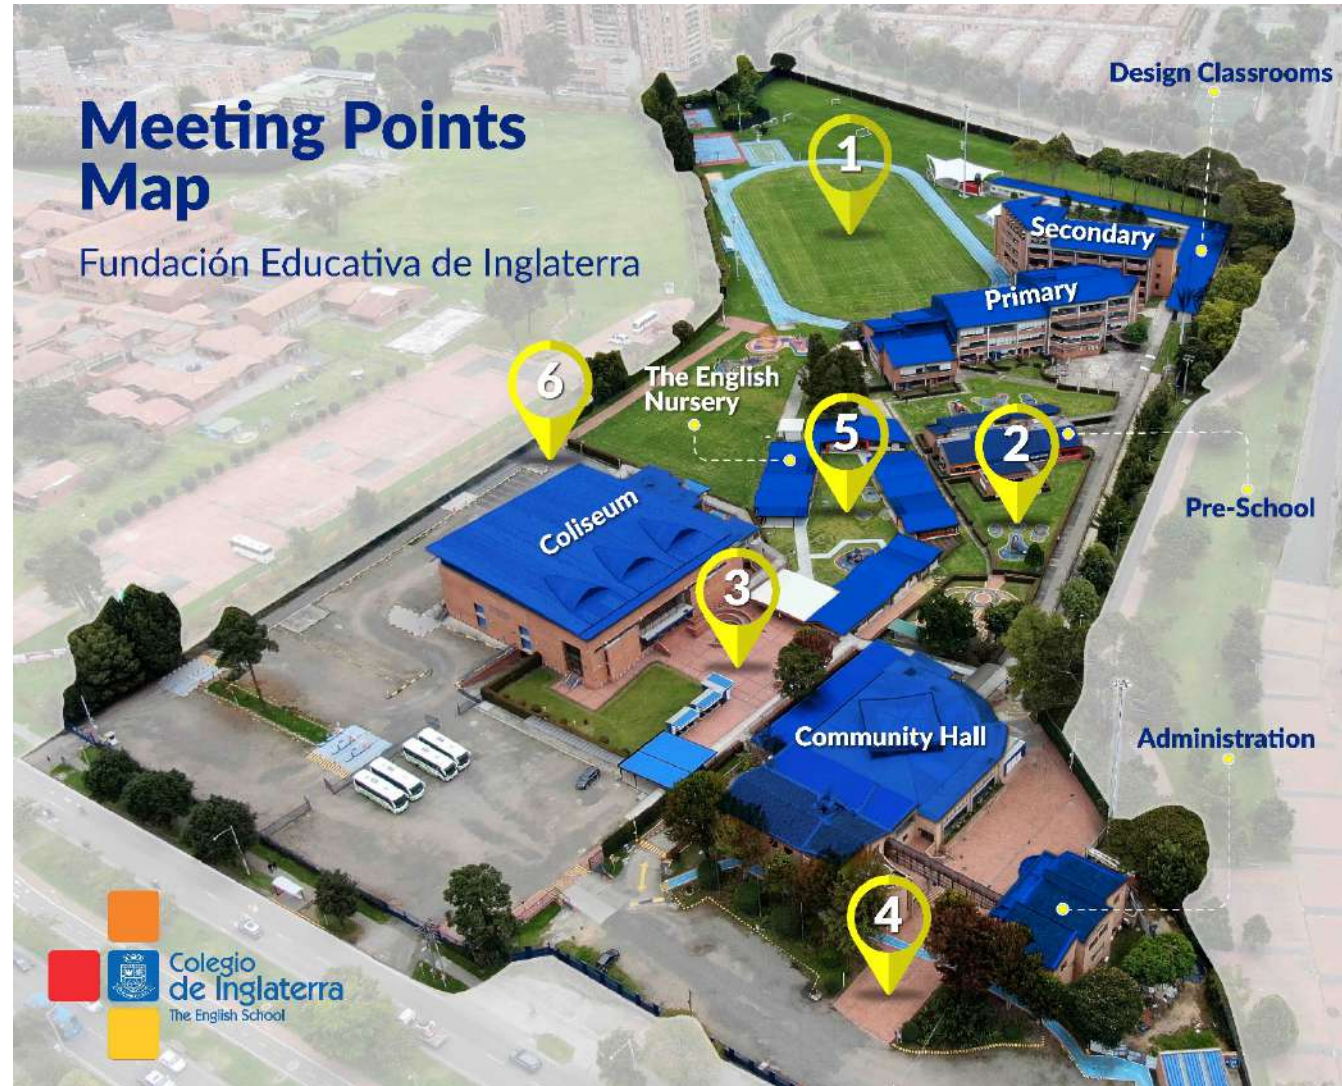 Meeting Points
Map
Fundación Educativa de Inglaterra
Design Classrooms
1
Secondary
Primary
6
The English
Nursery
5
2
Pre-School
Coliseum
3
Community Hall
Administration
4
Colegio
de Inglaterra
The English School